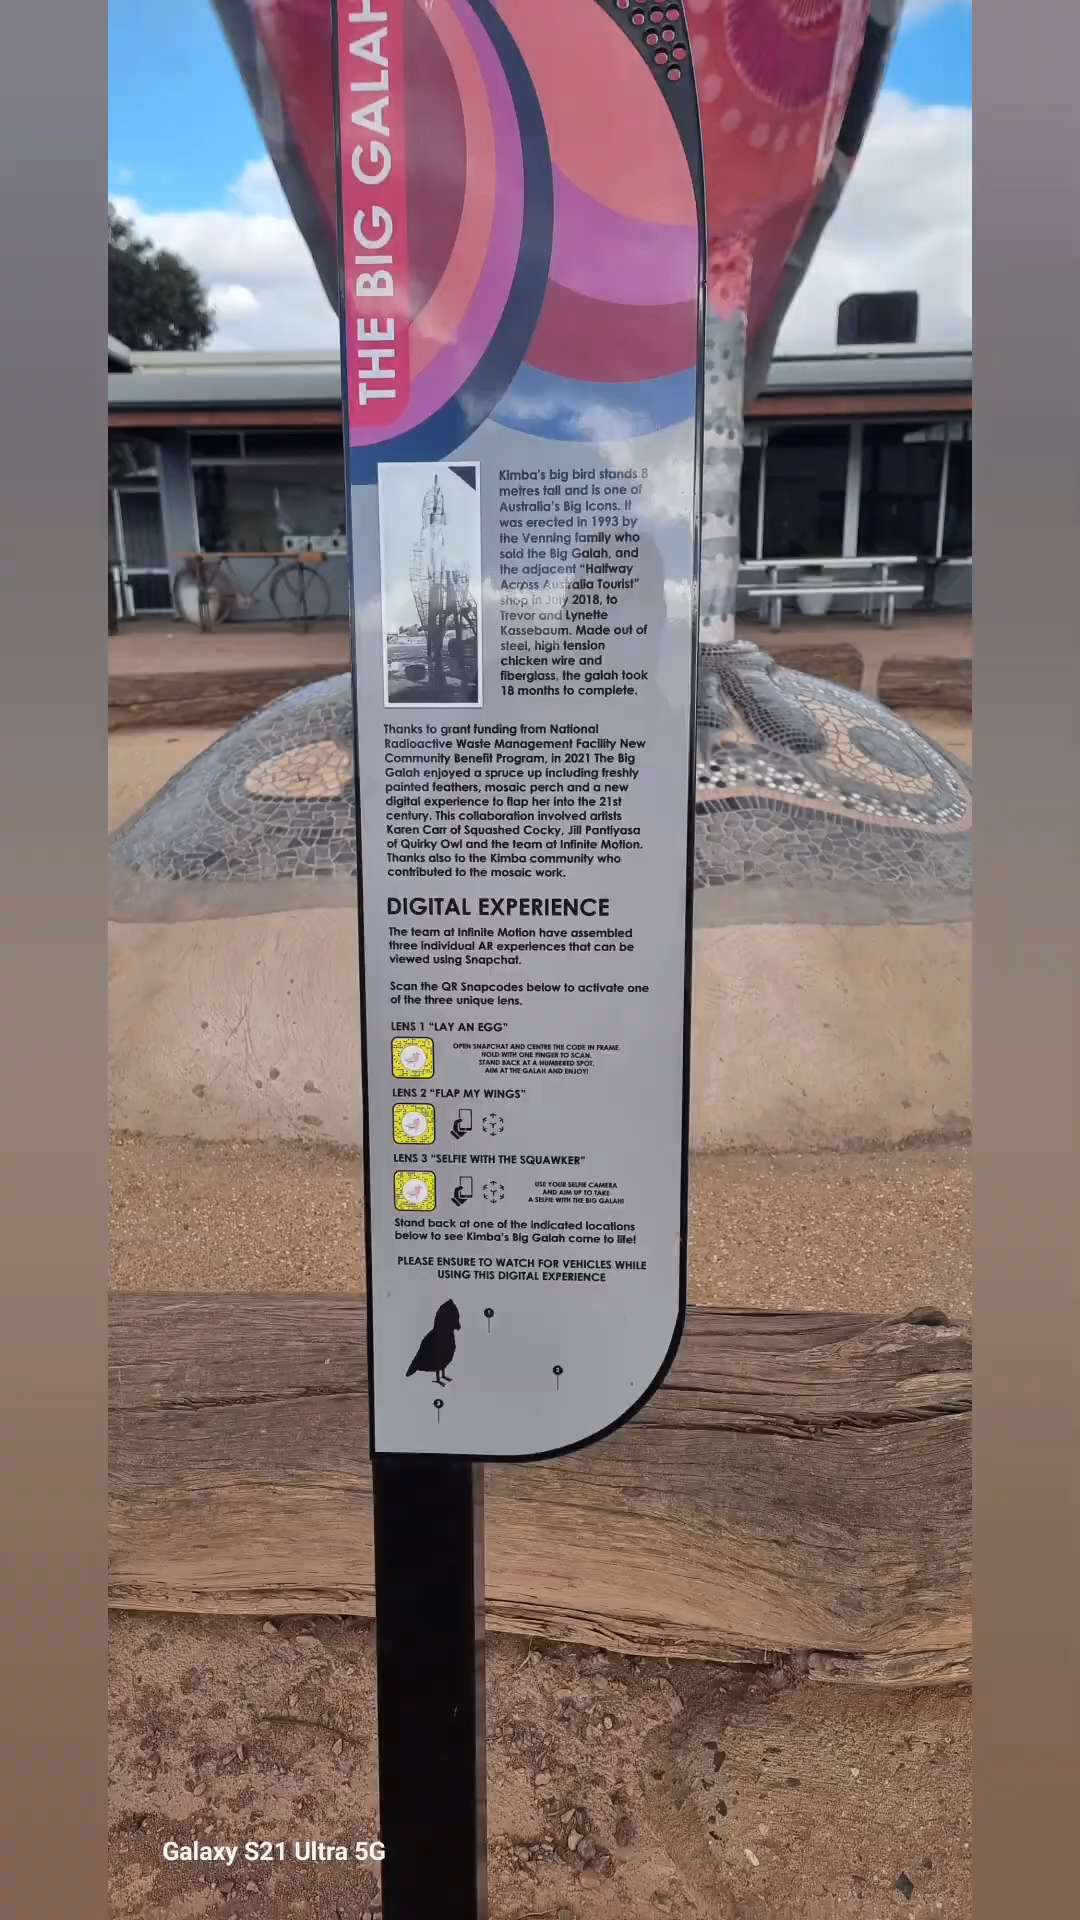 THE BIG GALAH
Kimba's big bird stands 8
metres tall and is one of
Australia's Big Icons. It
was erected in 1993 by
the Venning family who
sold the Big Galah, and
the adjacent "Halfway
Across Australia Tourist"
shop in July 2018, to
Trevor and Lynette
Kassebaum. Made out of
steel, high tension
chicken wire and
fiberglass, the galah took
18 months to complete.
Thanks to grant funding from National
Radioactive Waste Management Facility New
Community Benefit Program, in 2021 The Big
Galah enjoyed a spruce up including freshly
painted feathers, mosaic perch and a new
digital experience to flap her into the 21st
century. This collaboration involved artists
Karen Carr of Squashed Cocky, Jill Pantiyasa
of Quirky Owl and the team at Infinite Motion.
Thanks also to the Kimba community who
contributed to the mosaic work.
DIGITAL EXPERIENCE
The team at Infinite Motion have assembled
three individual AR experiences that can be
viewed using Snapchat.
Scan the QR Snapcodes below to activate one
of the three unique lens.
LENS 1 "LAY AN EGG"
OPEN SNAPCHAT AND CENTRE THE CODE IN FRAME.
HOLD WITH ONE FINGER TO SCAN.
STAND BACK AT A NUMBERED SPOT.
AIM AT THE GALAH AND ENJOY!
LENS 2 "FLAP MY WINGS"
LENS 3 "SELFIE WITH THE SQUAWKER"
USE YOUR SELFIE CAMERA
AND AIM UP TO TAKE
A SELFIE WITH THE BIG GALAH!
Stand back at one of the indicated locations
below to see Kimba's Big Galah come to life!
PLEASE ENSURE TO WATCH FOR VEHICLES WHILE
USING THIS DIGITAL EXPERIENCE
1
Galaxy S21 Ultra 5G